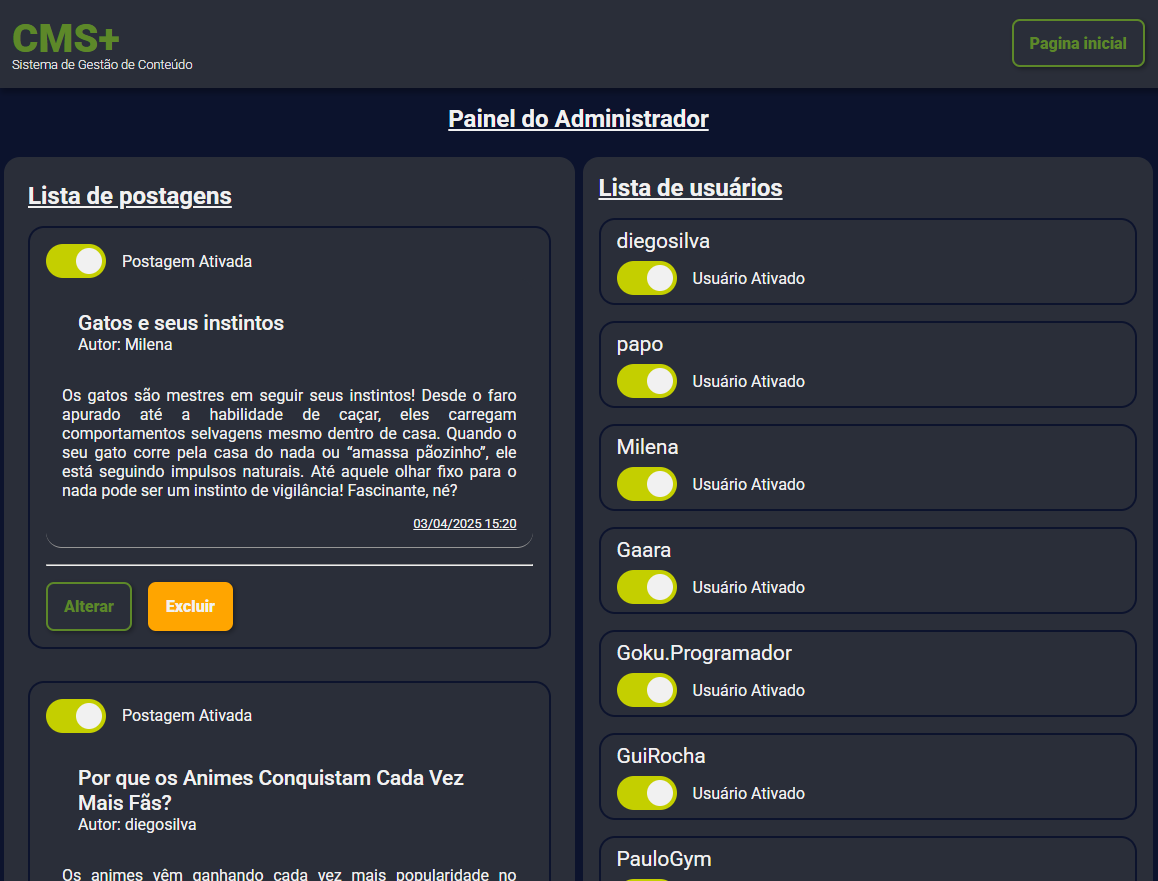 CMS+
Sistema de Gestão de Conteúdo
Pagina inicial
Painel do Administrador
Lista de postagens
Postagem Ativada
Gatos e seus instintos
Autor: Milena
Os gatos são mestres em seguir seus instintos! Desde o faro
apurado até a habilidade de caçar, eles carregam
comportamentos selvagens mesmo dentro de casa. Quando o
seu gato corre pela casa do nada ou “amassa pãozinho”, ele
está seguindo impulsos naturais. Até aquele olhar fixo para o
nada pode ser um instinto de vigilância! Fascinante, né?
03/04/2025 15:20
Alterar
Excluir
Postagem Ativada
Por que os Animes Conquistam Cada Vez
Mais Fãs?
Autor: diegosilva
Os animes vêm ganhando cada vez mais popularidade no
Lista de usuários
diegosilva
Usuário Ativado
papo
Usuário Ativado
Milena
Usuário Ativado
Gaara
Usuário Ativado
Goku.Programador
Usuário Ativado
GuiRocha
Usuário Ativado
PauloGym